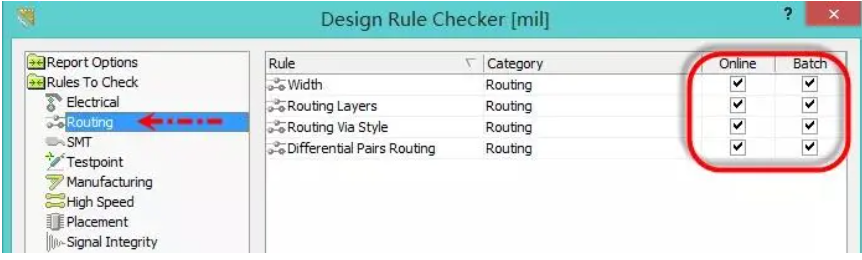 Design Rule Checker [mil]
? ×
Report Options
Rules To Check
Electrical
Routing
SMT
Testpoint
Manufacturing
High Speed
Placement
Signal Integrity
Rule Category Online Batch
Width Routing
Routing Layers Routing
Routing Via Style Routing
Differential Pairs Routing Routing